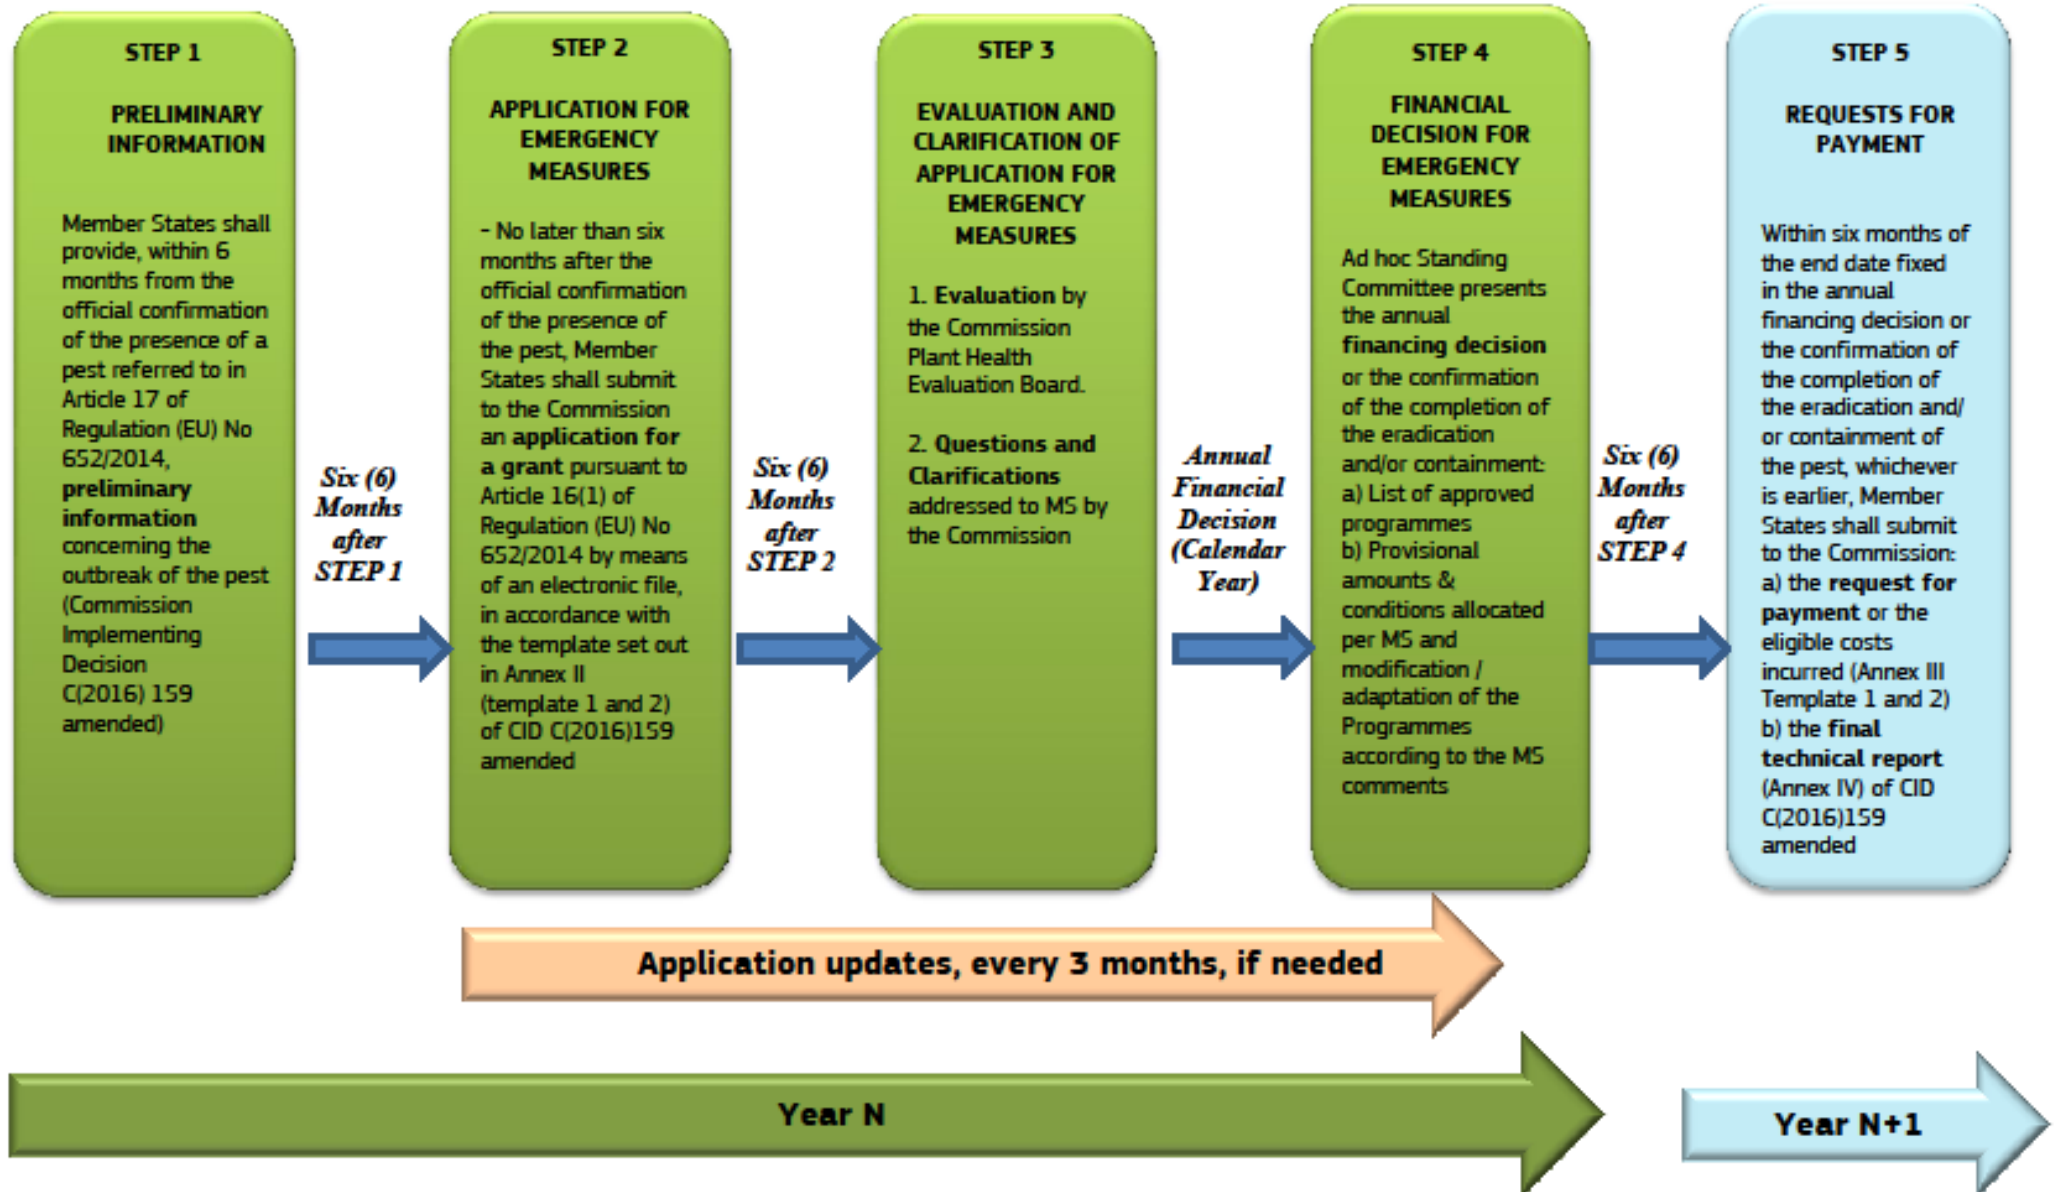 STEP 1
PRELIMINARY
INFORMATION
Member States shall
provide, within 6
months from the
official confirmation
of the presence of a
pest referred to in
Article 17 of
Regulation (EU) No
652/2014,
preliminary
information
concerning the
outbreak of the pest
(Commission
Implementing
Decision
C(2016) 159
amended)
Six (6)
Months
after
STEP 1
STEP 2
APPLICATION FOR
EMERGENCY
MEASURES
- No later than six
months after the
official confirmation
of the presence of
the pest, Member
States shall submit
to the Commission
an application for
a grant pursuant to
Article 16(1) of
Regulation (EU) No
652/2014 by means
of an electronic file,
in accordance with
the template set out
in Annex II
(template 1 and 2)
of CID C(2016)159
amended
Six (6)
Months
after
STEP 2
STEP 3
EVALUATION AND
CLARIFICATION OF
APPLICATION FOR
EMERGENCY
MEASURES
1. Evaluation by
the Commission
Plant Health
Evaluation Board.
2. Questions and
Clarifications
addressed to MS by
the Commission
Annual
Financial
Decision
(Calendar
Year)
STEP 4
FINANCIAL
DECISION FOR
EMERGENCY
MEASURES
Ad hoc Standing
Committee presents
the annual
financing decision
or the confirmation
of the completion of
the eradication
and/or containment:
a) List of approved
programmes
b) Provisional
amounts &
conditions allocated
per MS and
modification /
adaptation of the
Programmes
according to the MS
comments
Six (6)
Months
after
STEP 4
STEP 5
REQUESTS FOR
PAYMENT
Within six months of
the end date fixed
in the annual
financing decision or
the confirmation of
the completion of
the eradication and/
or containment of
the pest, whichever
is earlier, Member
States shall submit
to the Commission:
a) the request for
payment or the
eligible costs
incurred (Annex III
Template 1 and 2)
b) the final
technical report
(Annex IV) of CID
C(2016)159
amended
Application updates, every 3 months, if needed
Year N
Year N+1